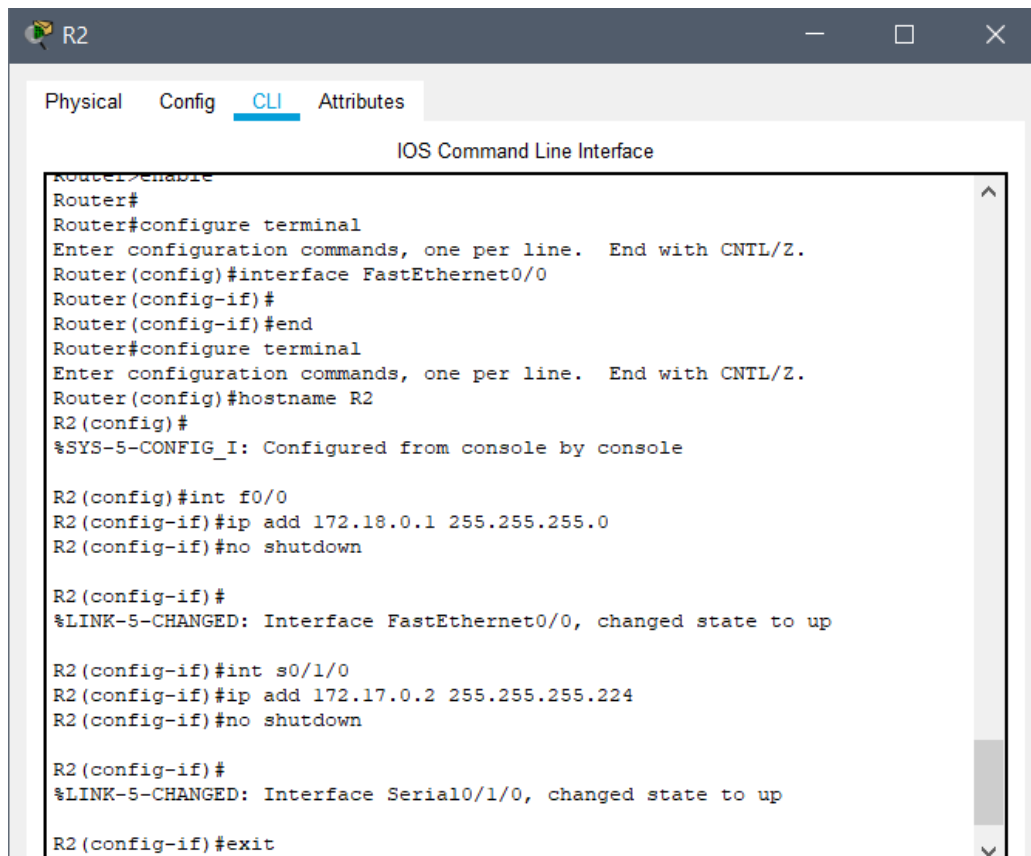 R2
Physical Config CLI Attributes
IOS Command Line Interface
Router>enable
Router#
Router#configure terminal
Enter configuration commands, one per line.  End with CNTL/Z.
Router(config)#interface FastEthernet0/0
Router(config-if)#
Router(config-if)#end
Router#configure terminal
Enter configuration commands, one per line.  End with CNTL/Z.
Router(config)#hostname R2
R2(config)#
%SYS-5-CONFIG_I: Configured from console by console
R2(config)#int f0/0
R2(config-if)#ip add 172.18.0.1 255.255.255.0
R2(config-if)#no shutdown
R2(config-if)#
%LINK-5-CHANGED: Interface FastEthernet0/0, changed state to up
R2(config-if)#int s0/1/0
R2(config-if)#ip add 172.17.0.2 255.255.255.224
R2(config-if)#no shutdown
R2(config-if)#
%LINK-5-CHANGED: Interface Serial0/1/0, changed state to up
R2(config-if)#exit